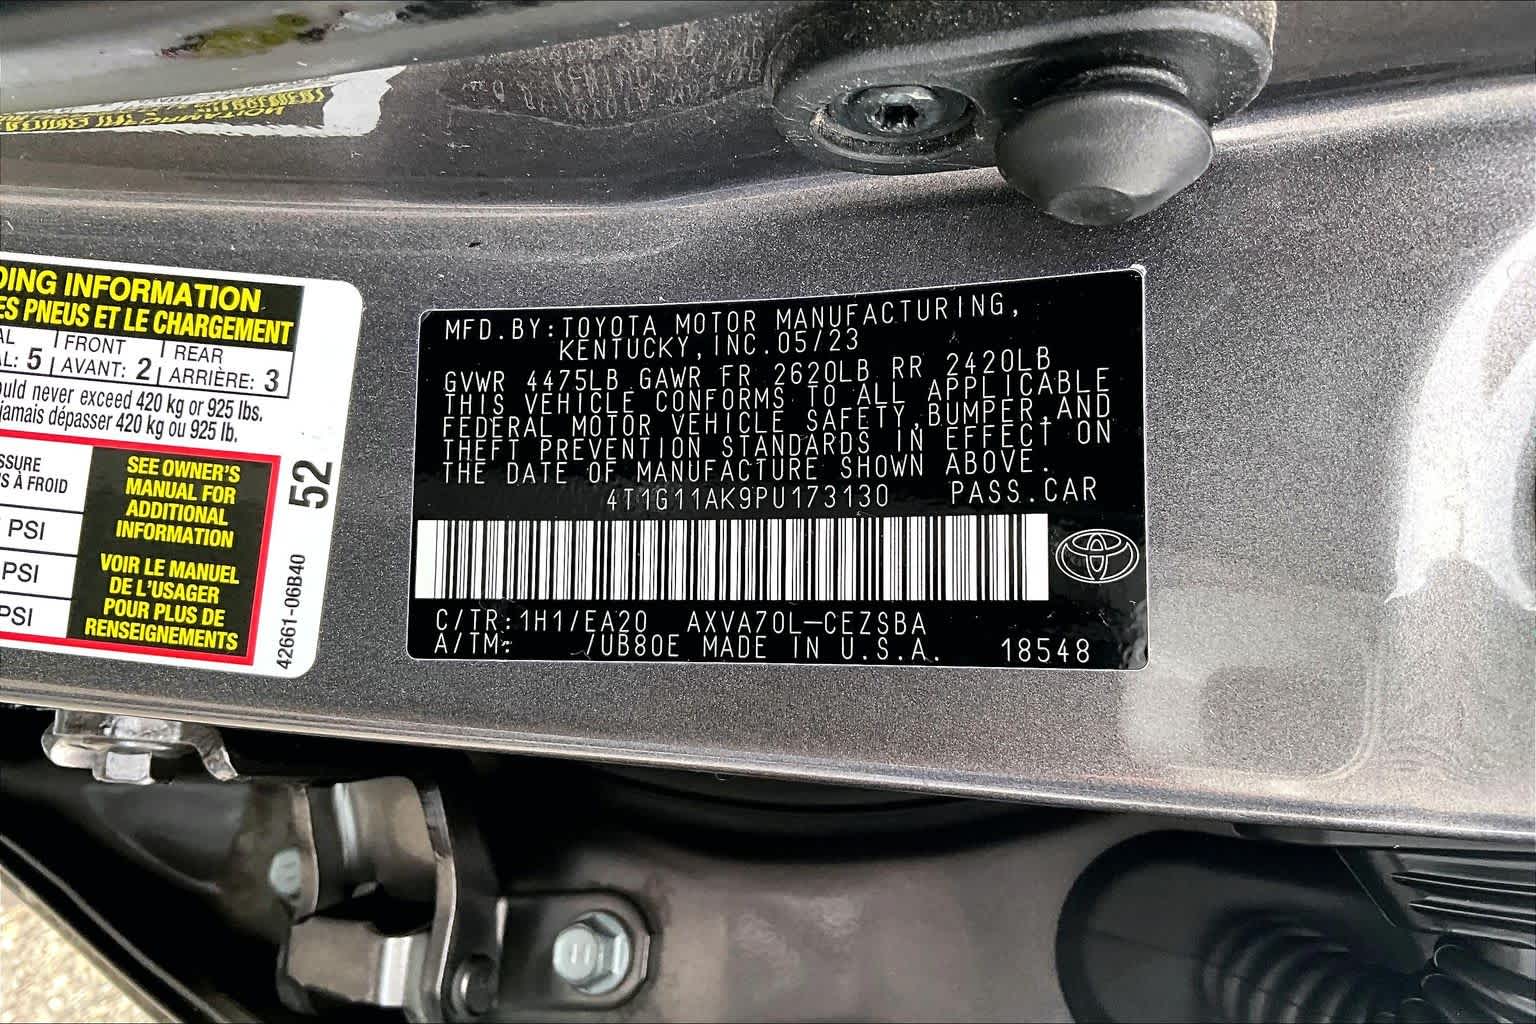 DING INFORMATION
ES PNEUS ET LE CHARGEMENT
AL FRONT REAR
AL: 5 AVANT: 2 ARRIÈRE: 3
ould never exceed 420 kg or 925 lbs.
jamais dépasser 420 kg ou 925 lb.
SSURE
S À FROID
PSI
PSI
PSI
SEE OWNER'S
MANUAL FOR
ADDITIONAL
INFORMATION
VOIR LE MANUEL
DE L'USAGER
POUR PLUS DE
RENSEIGNEMENTS
52
42661-06B40
MFD.BY:TOYOTA MOTOR MANUFACTURING,
KENTUCKY,INC.05/23
GVWR 4475LB GAWR FR 2620LB RR 2420LB
THIS VEHICLE CONFORMS TO ALL APPLICABLE
FEDERAL MOTOR VEHICLE SAFETY,BUMPER,AND
THEFT PREVENTION STANDARDS IN EFFECT ON
THE DATE OF MANUFACTURE SHOWN ABOVE.
4T1G11AK9PU173130 PASS.CAR
C/TR:1H1/EA20 AXVA70L-CEZSBA
A/TM: /UB80E MADE IN U.S.A. 18548